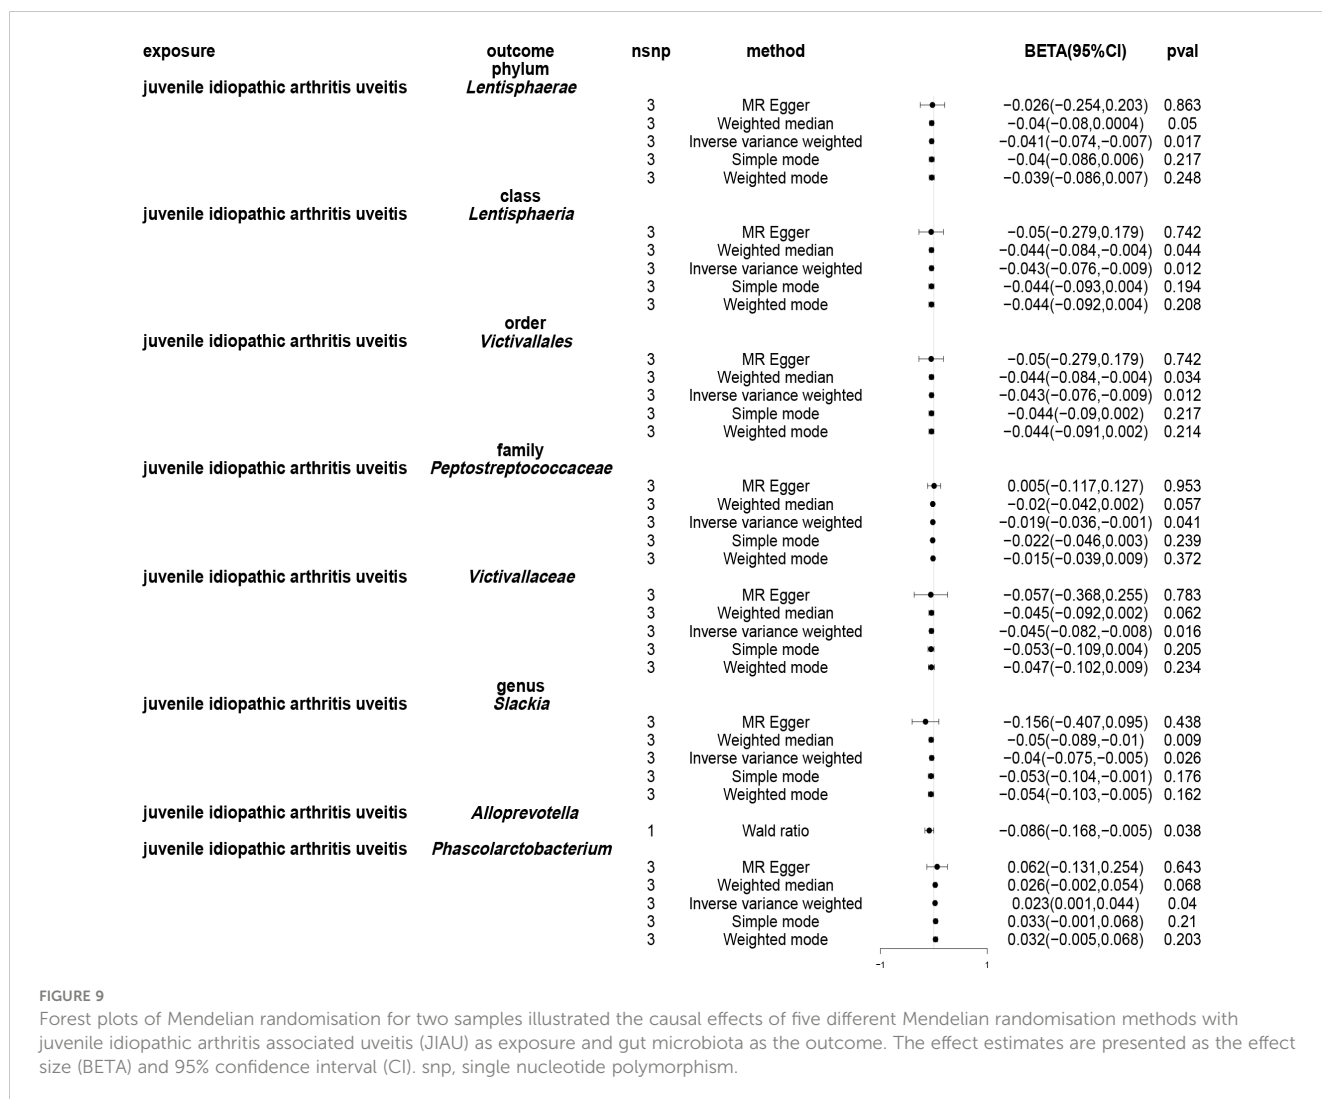 exposure outcome nsnp method BETA(95%CI) pval
phylum
juvenile idiopathic arthritis uveitis Lentisphaerae
3 MR Egger −0.026(−0.254,0.203) 0.863
3 Weighted median −0.04(−0.08,0.0004) 0.05
3 Inverse variance weighted −0.041(−0.074,−0.007) 0.017
3 Simple mode −0.04(−0.086,0.006) 0.217
3 Weighted mode −0.039(−0.086,0.007) 0.248
class
juvenile idiopathic arthritis uveitis Lentisphaeria
3 MR Egger −0.05(−0.279,0.179) 0.742
3 Weighted median −0.044(−0.084,−0.004) 0.044
3 Inverse variance weighted −0.043(−0.076,−0.009) 0.012
3 Simple mode −0.044(−0.093,0.004) 0.194
3 Weighted mode −0.044(−0.092,0.004) 0.208
order
juvenile idiopathic arthritis uveitis Victivallales
3 MR Egger −0.05(−0.279,0.179) 0.742
3 Weighted median −0.044(−0.084,−0.004) 0.034
3 Inverse variance weighted −0.043(−0.076,−0.009) 0.012
3 Simple mode −0.044(−0.09,0.002) 0.217
3 Weighted mode −0.044(−0.091,0.002) 0.214
family
juvenile idiopathic arthritis uveitis Peptostreptococcaceae
3 MR Egger 0.005(−0.117,0.127) 0.953
3 Weighted median −0.02(−0.042,0.002) 0.057
3 Inverse variance weighted −0.019(−0.036,−0.001) 0.041
3 Simple mode −0.022(−0.046,0.003) 0.239
3 Weighted mode −0.015(−0.039,0.009) 0.372
juvenile idiopathic arthritis uveitis Victivallaceae
3 MR Egger −0.057(−0.368,0.255) 0.783
3 Weighted median −0.045(−0.092,0.002) 0.062
3 Inverse variance weighted −0.045(−0.082,−0.008) 0.016
3 Simple mode −0.053(−0.109,0.004) 0.205
3 Weighted mode −0.047(−0.102,0.009) 0.234
genus
juvenile idiopathic arthritis uveitis Slackia
3 MR Egger −0.156(−0.407,0.095) 0.438
3 Weighted median −0.05(−0.089,−0.01) 0.009
3 Inverse variance weighted −0.04(−0.075,−0.005) 0.026
3 Simple mode −0.053(−0.104,−0.001) 0.176
3 Weighted mode −0.054(−0.103,−0.005) 0.162
juvenile idiopathic arthritis uveitis Alloprevotella
1 Wald ratio −0.086(−0.168,−0.005) 0.038
juvenile idiopathic arthritis uveitis Phascolarctobacterium
3 MR Egger 0.062(−0.131,0.254) 0.643
3 Weighted median 0.026(−0.002,0.054) 0.068
3 Inverse variance weighted 0.023(0.001,0.044) 0.04
3 Simple mode 0.033(−0.001,0.068) 0.21
3 Weighted mode 0.032(−0.005,0.068) 0.203
−1 1
FIGURE 9
Forest plots of Mendelian randomisation for two samples illustrated the causal effects of five different Mendelian randomisation methods with
juvenile idiopathic arthritis associated uveitis (JIAU) as exposure and gut microbiota as the outcome. The effect estimates are presented as the effect
size (BETA) and 95% confidence interval (CI). snp, single nucleotide polymorphism.